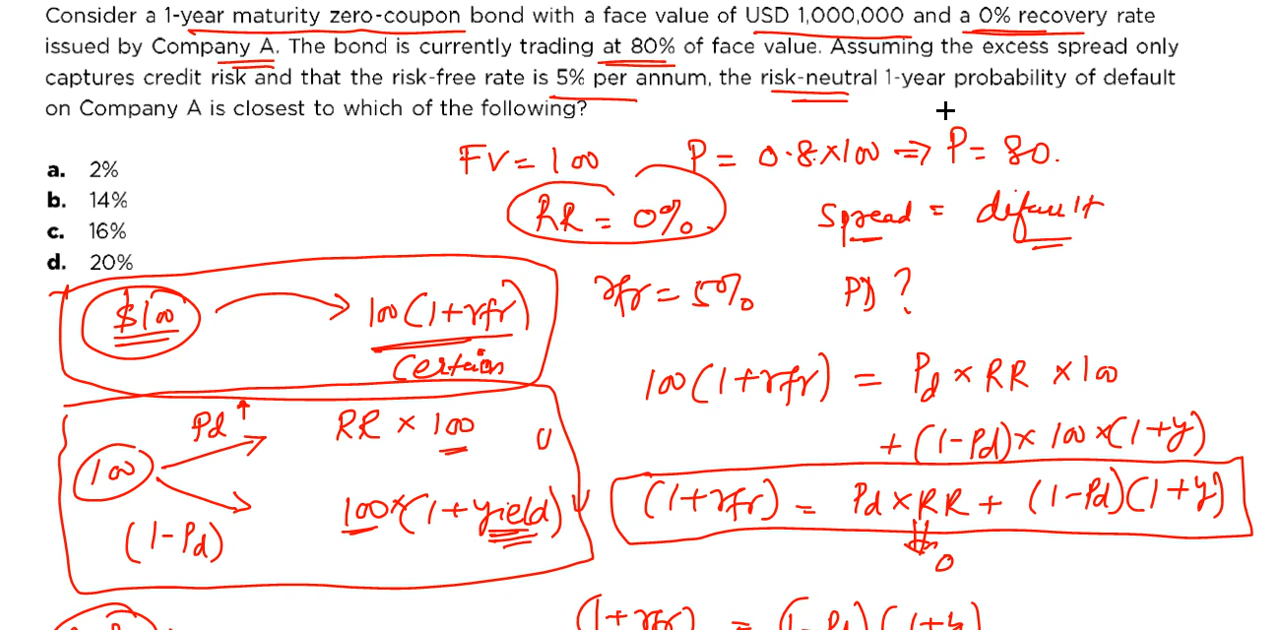 Consider a 1-year maturity zero-coupon bond with a face value of USD 1,000,000 and a 0% recovery rate
issued by Company A. The bond is currently trading at 80% of face value. Assuming the excess spread only
captures credit risk and that the risk-free rate is 5% per annum, the risk-neutral 1-year probability of default
on Company A is closest to which of the following?
a. 2%
b. 14%
c. 16%
d. 20%
FV = 100 P = 0.8×100 ⇒ P = 80.
RR = 0%. Spread = difault
rfr = 5% PD ?
$100 → 100(1+rfr)
Certain
100(1+rfr) = Pd × RR × 100
+ (1-Pd) × 100 × (1+y)
Pd ↑ RR × 100
100
(1-Pd) 100×(1+yield)
(1+rfr) = Pd × RR + (1-Pd)(1+y)
0
(1+rfr) = (1-Pd)(1+y)